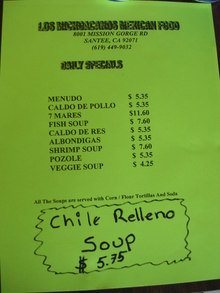 LOS MICHOACANOS MEXICAN FOOD
8001 MISSION GORGE RD
SANTEE, CA 92071
(619) 449-9032
DAILY SPECIALS
MENUDO $ 5.35
CALDO DE POLLO $ 5.35
7 MARES $11.60
FISH SOUP $ 7.60
CALDO DE RES $ 5.35
ALBONDIGAS $ 5.35
SHRIMP SOUP $ 7.60
POZOLE $ 5.35
VEGGIE SOUP $ 4.25
All The Soups are served with Corn / Flour Tortillas And Soda
Chile Relleno
Soup
$ 5.75